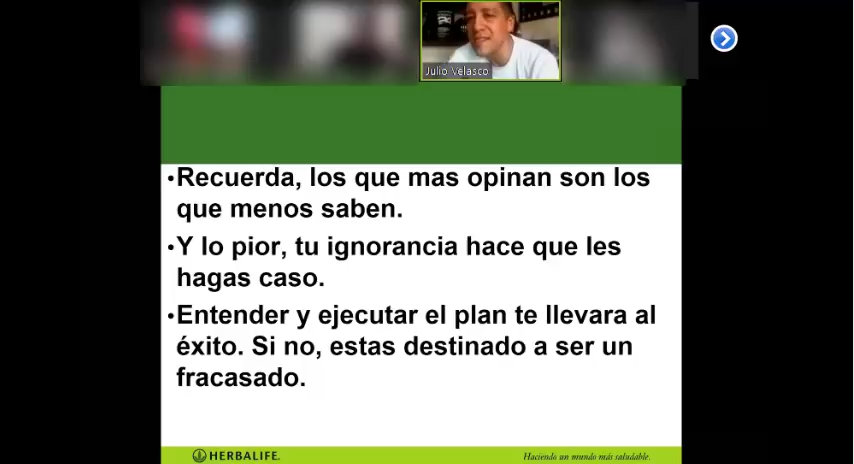 Julio Velasco
•Recuerda, los que mas opinan son los
que menos saben.
•Y lo pior, tu ignorancia hace que les
hagas caso.
•Entender y ejecutar el plan te llevara al
éxito. Si no, estas destinado a ser un
fracasado.
HERBALIFE.
Haciendo un mundo más saludable.